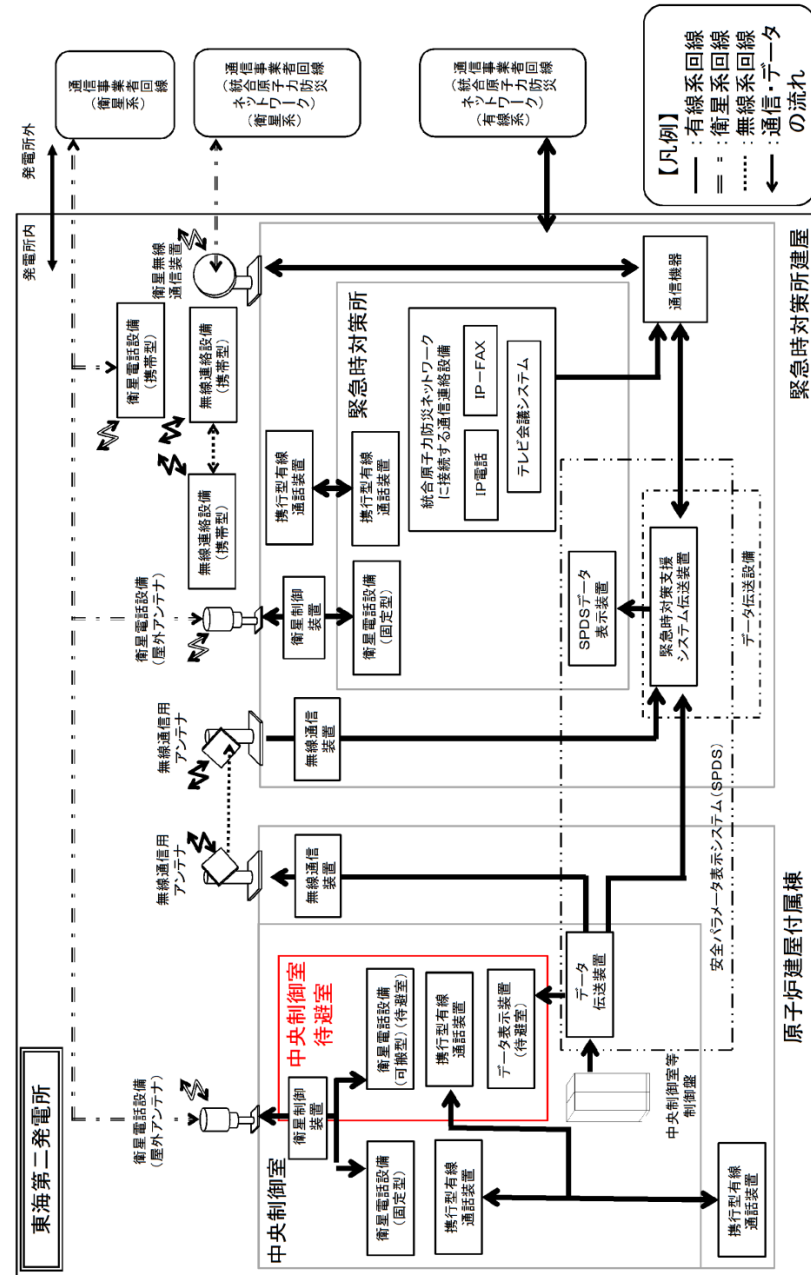 東海第二発電所
発電所内
発電所外
通信事業者回線
(衛星系)
通信事業者回線
(統合原子力防災
ネットワーク)
(衛星系)
通信事業者回線
(統合原子力防災
ネットワーク)
(有線系)
【凡例】
:有線系回線
:衛星系回線
:無線系回線
:通信・データ
の流れ
衛星電話設備
(屋外アンテナ)
無線通信用
アンテナ
無線通信用
アンテナ
衛星電話設備
(屋外アンテナ)
無線連絡設備
(携帯型)
衛星電話設備
(携帯型)
無線連絡設備
(携帯型)
衛星無線
通信装置
中央制御室
衛星制御
装置
中央制御室
待避室
衛星電話設備
(固定型)
衛星電話設備
(可搬型)(待避室)
携行型有線
通話装置
携行型有線
通話装置
データ表示装置
(待避室)
携行型有線
通話装置
中央制御室等
制御盤
データ
伝送装置
無線通信
装置
原子炉建屋付属棟
安全パラメータ表示システム(SPDS)
無線通信
装置
衛星制御
装置
衛星電話設備
(固定型)
携行型有線
通話装置
携行型有線
通話装置
緊急時対策所
統合原子力防災ネットワーク
に接続する通信連絡設備
IP電話
IP-FAX
テレビ会議システム
SPDSデータ
表示装置
緊急時対策支援
システム伝送装置
データ伝送設備
通信機器
緊急時対策所建屋